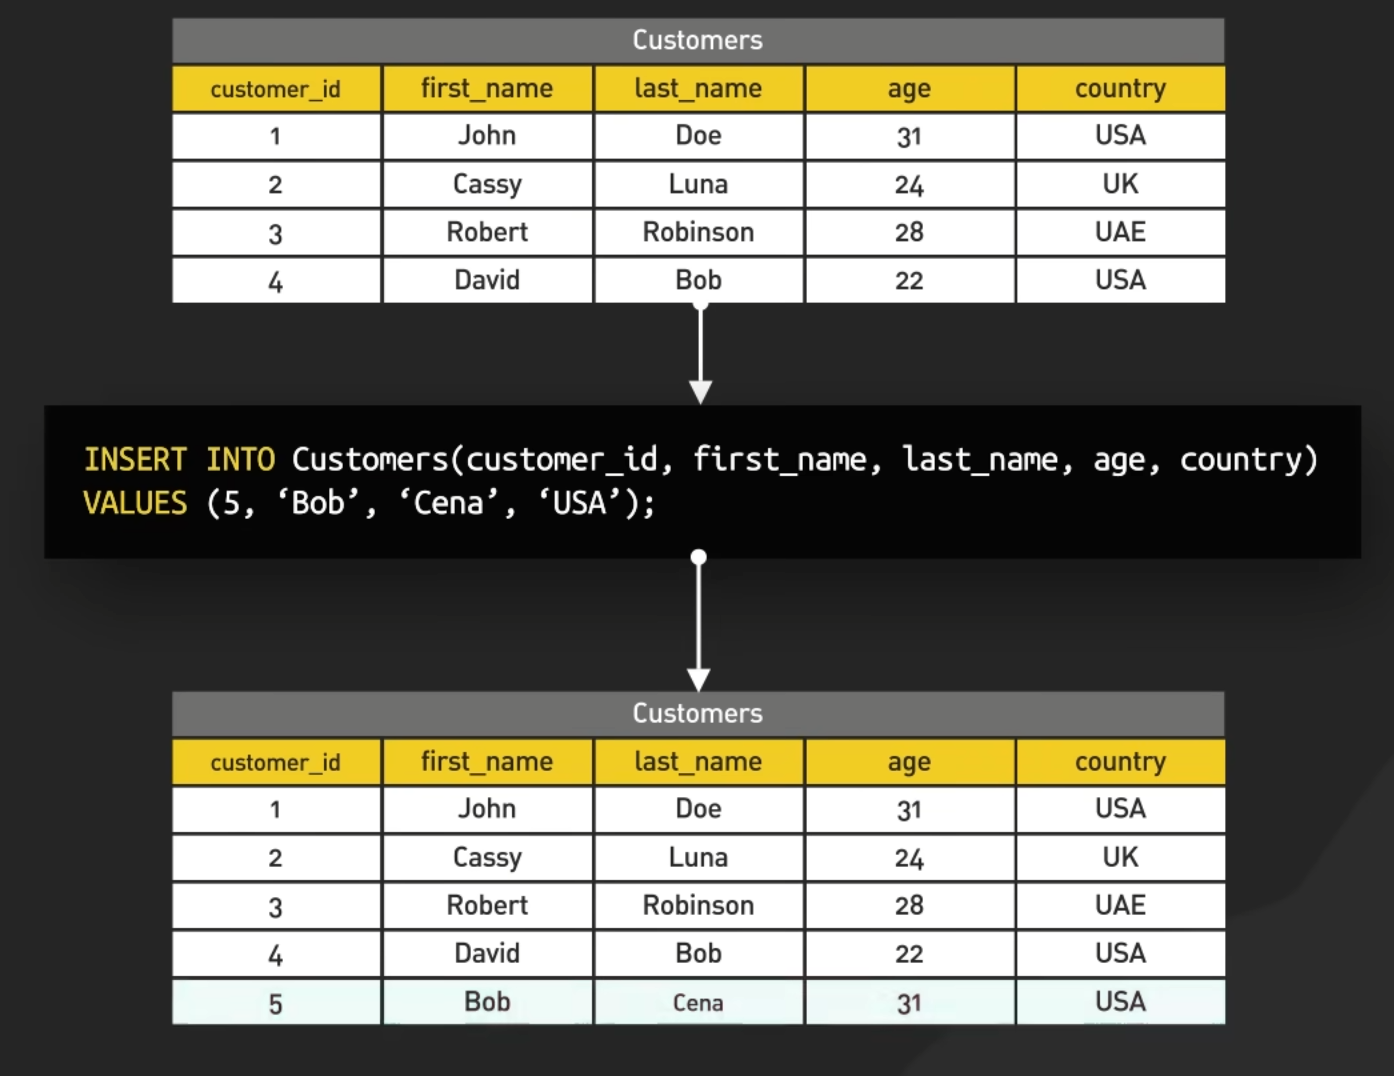 Customers
customer_id first_name last_name age country
1 John Doe 31 USA
2 Cassy Luna 24 UK
3 Robert Robinson 28 UAE
4 David Bob 22 USA
INSERT INTO Customers(customer_id, first_name, last_name, age, country)
VALUES (5, ‘Bob’, ‘Cena’, ‘USA’);
Customers
customer_id first_name last_name age country
1 John Doe 31 USA
2 Cassy Luna 24 UK
3 Robert Robinson 28 UAE
4 David Bob 22 USA
5 Bob Cena 31 USA